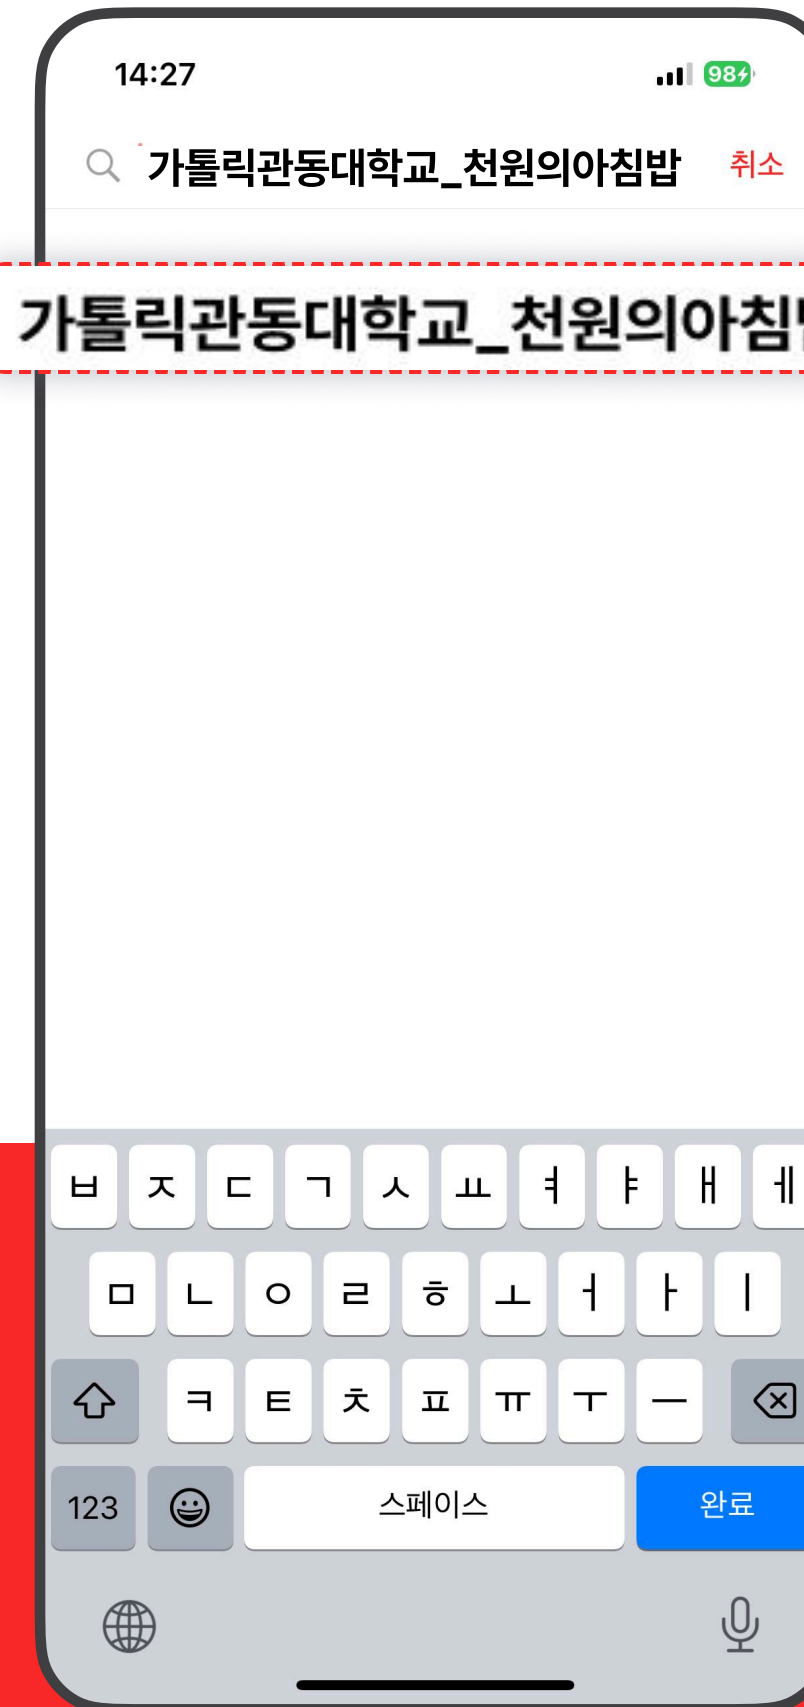 14:27
98
가톨릭관동대학교_천원의아침밥 취소
가톨릭관동대학교_천원의아침
ㅂ ㅈ ㄷ ㄱ ㅅ ㅛ ㅕ ㅑ ㅐ ㅔ
ㅁ ㄴ ㅇ ㄹ ㅎ ㅗ ㅓ ㅏ ㅣ
ㅋ ㅌ ㅊ ㅍ ㅠ ㅜ ㅡ
123 스페이스 완료